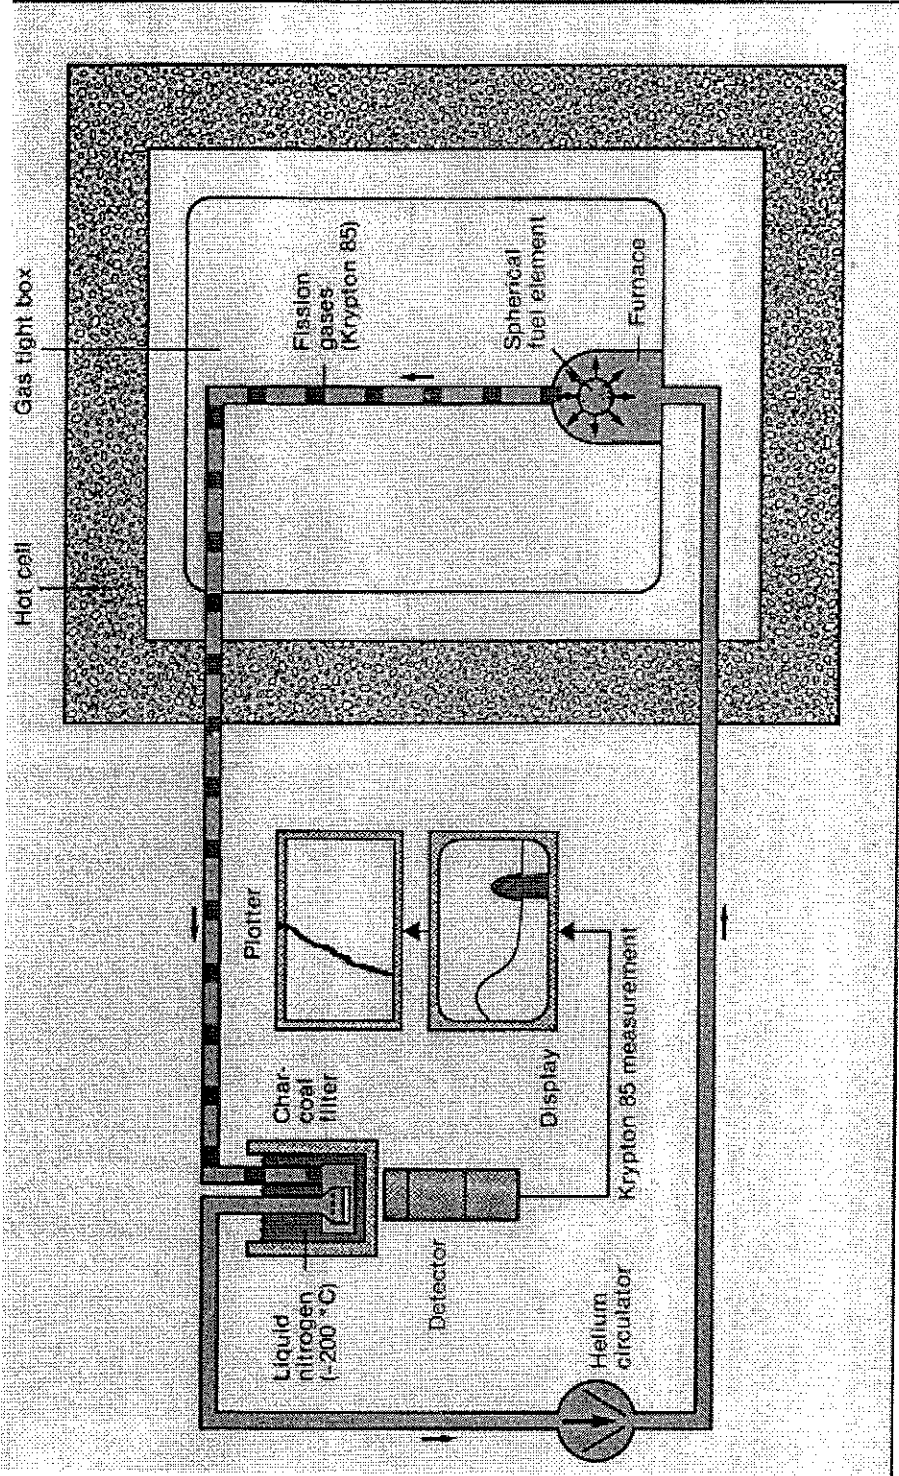 Hot cell
Gas tight box
Fission
gases
(Krypton 85)
Spherical
fuel element
Furnace
Plotter
Char-
coal
filter
Display
Krypton 85 measurement
Liquid
nitrogen
(-200 °C)
Detector
Helium
circulator